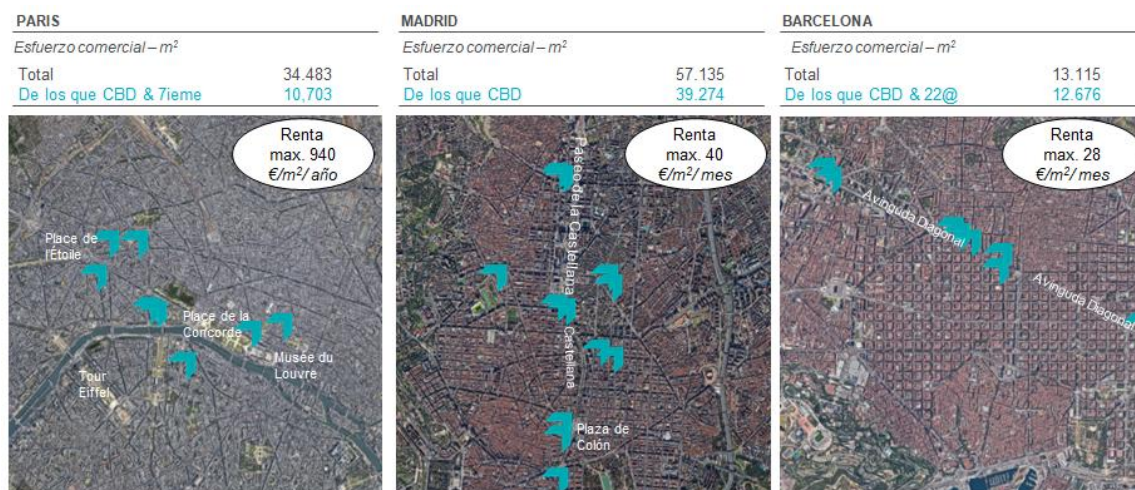 PARIS
Esfuerzo comercial – m²
Total 34.483
De los que CBD & 7ieme 10,703
Renta
max. 940
€/m²/ año
Place de
l'Étoile
Place de la
Concorde
Musée du
Louvre
Tour
Eiffel
MADRID
Esfuerzo comercial – m²
Total 57.135
De los que CBD 39.274
Renta
max. 40
€/m²/ mes
Paseo de la Castellana
Castellana
Plaza de
Colón
BARCELONA
Esfuerzo comercial – m²
Total 13.115
De los que CBD & 22@ 12.676
Renta
max. 28
€/m²/ mes
Avinguda Diagonal
Avinguda Diagonal